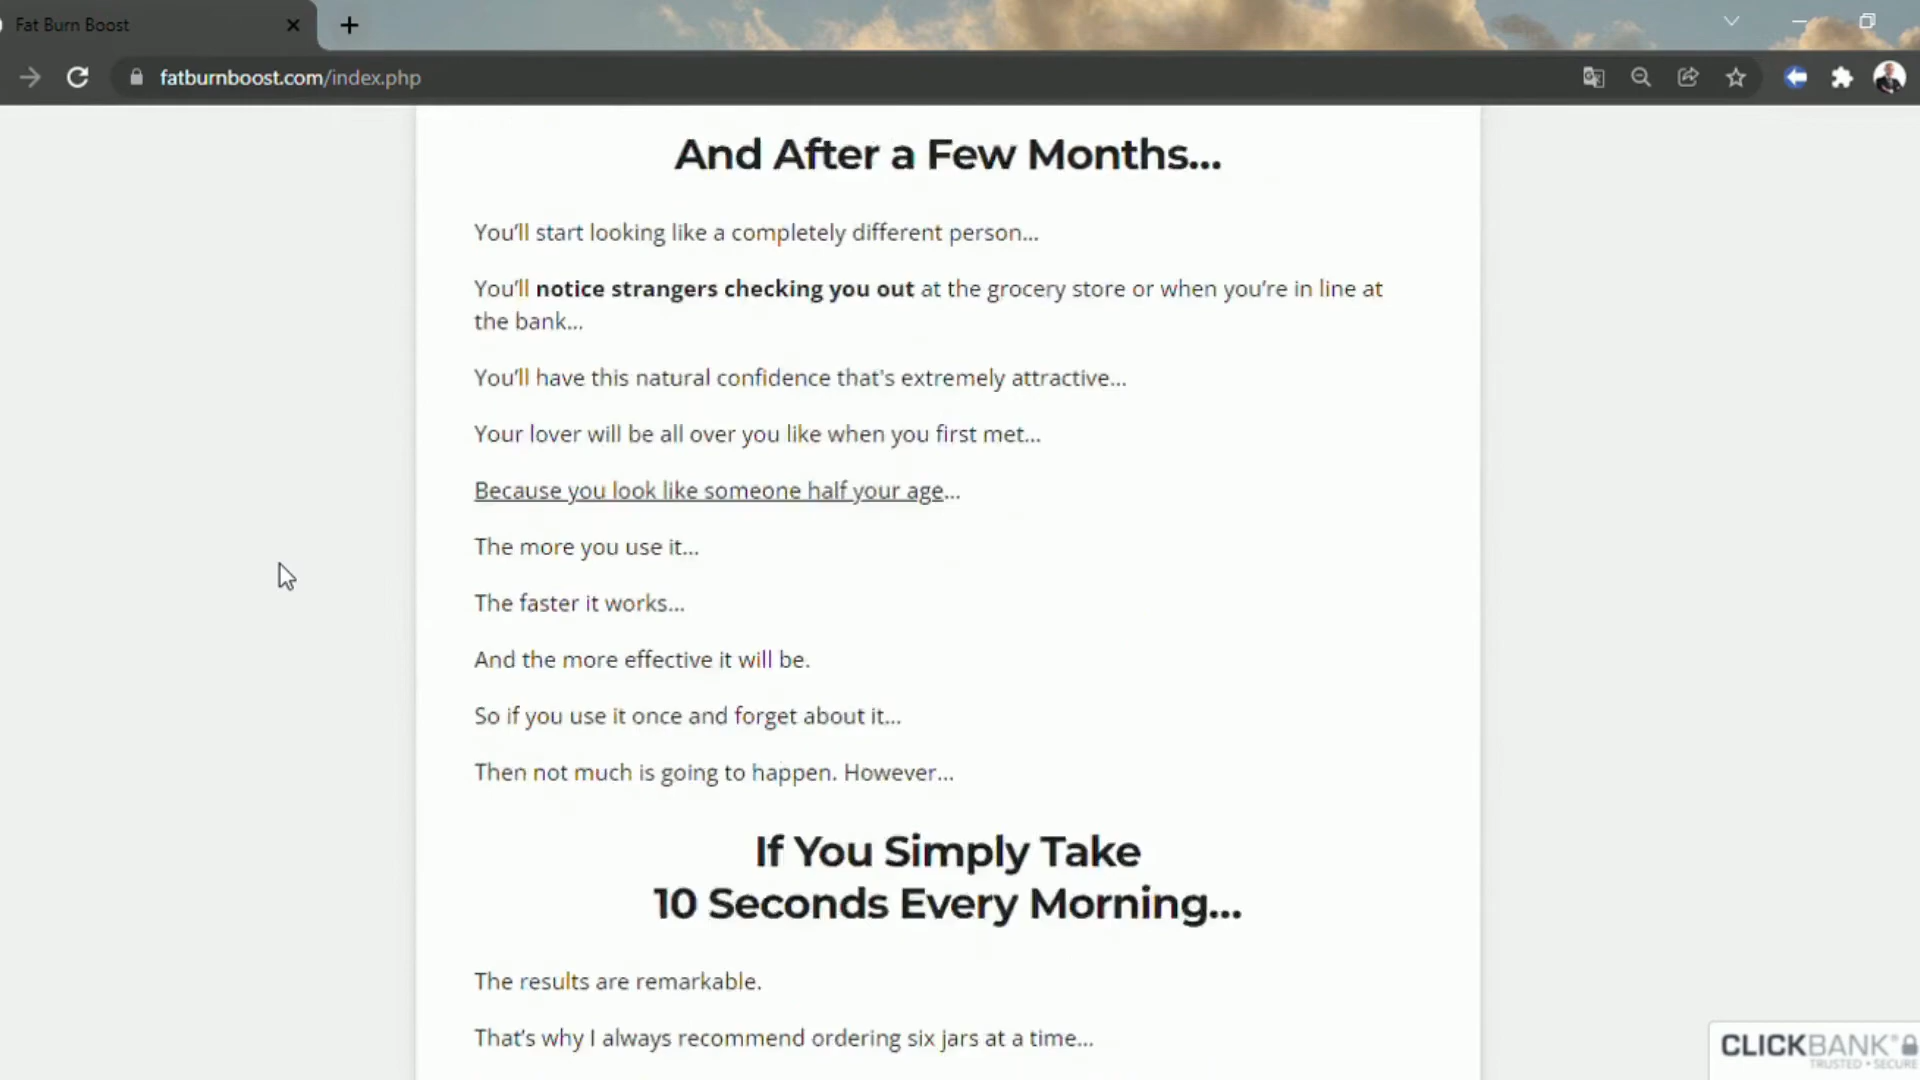 Fat Burn Boost
fatburnboost.com/index.php
And After a Few Months...
You'll start looking like a completely different person...
You'll notice strangers checking you out at the grocery store or when you're in line at
the bank...
You'll have this natural confidence that's extremely attractive...
Your lover will be all over you like when you first met...
Because you look like someone half your age...
The more you use it...
The faster it works...
And the more effective it will be.
So if you use it once and forget about it...
Then not much is going to happen. However...
If You Simply Take
10 Seconds Every Morning...
The results are remarkable.
That's why I always recommend ordering six jars at a time...
CLICKBANK®
TRUSTED • SECURE